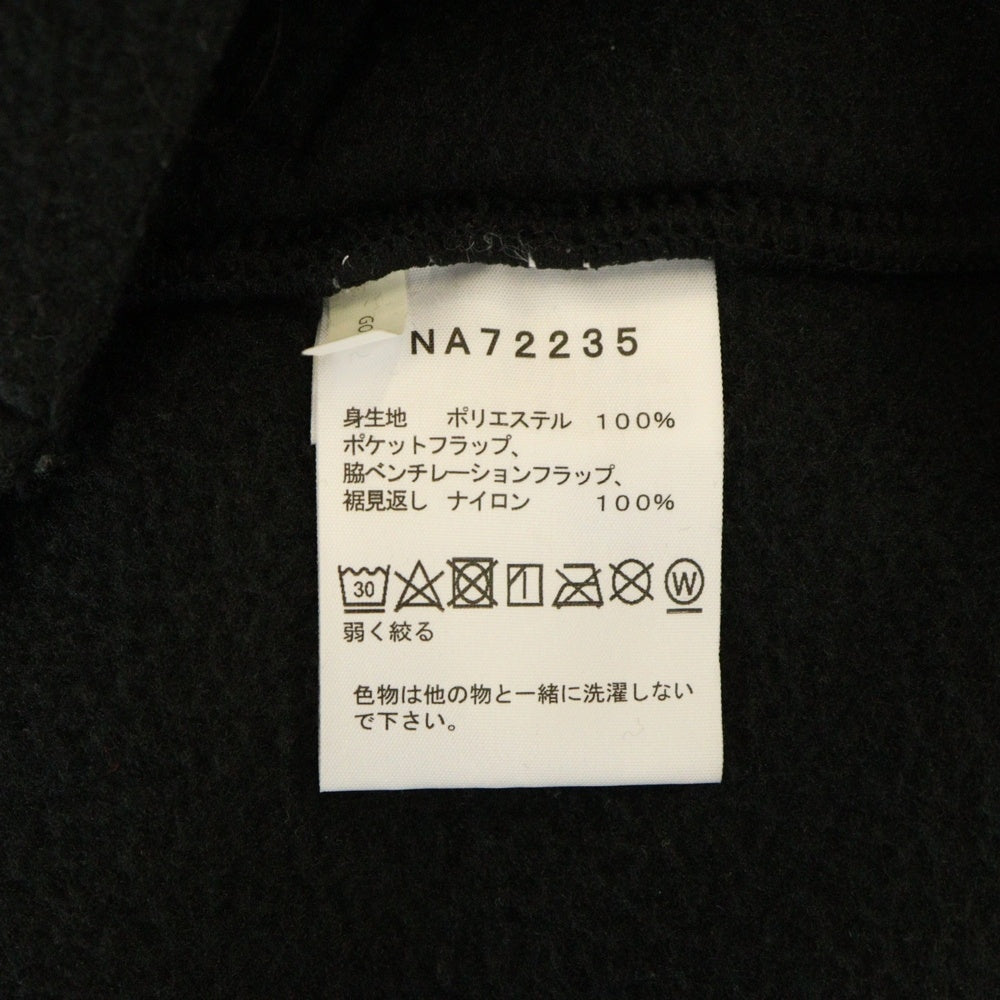 GO
NA72235
身生地 ポリエステル 100%
ポケットフラップ、
脇ベンチレーションフラップ、
裾見返し ナイロン 100%
30 W
弱く絞る
色物は他の物と一緒に洗濯しない
で下さい。